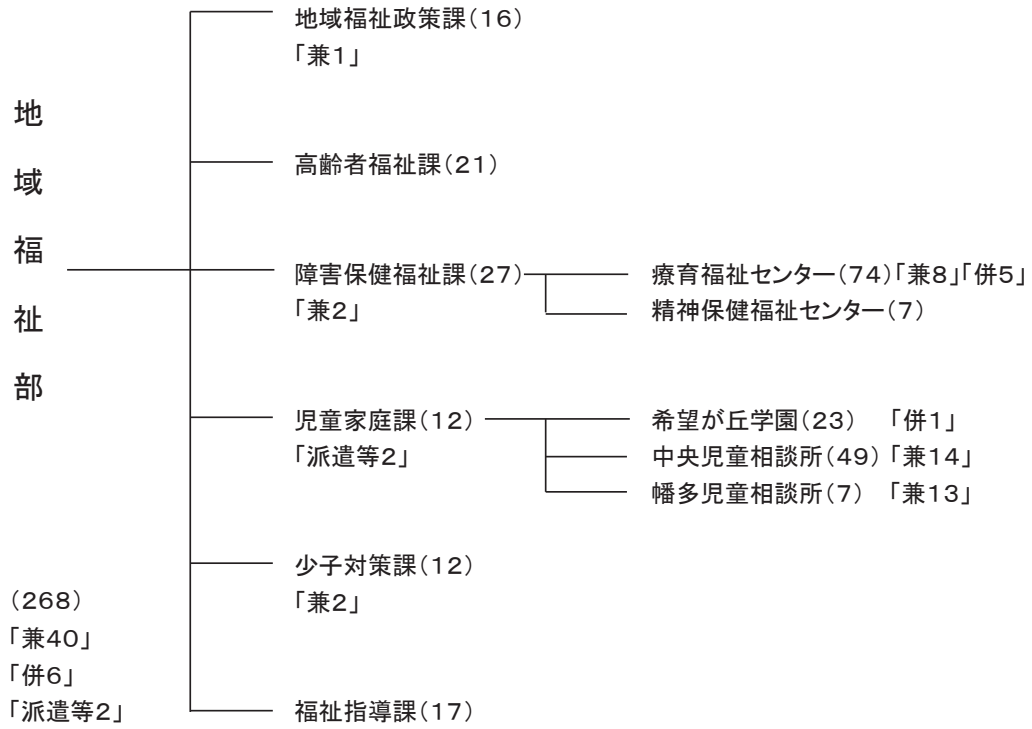 地域福祉部
(268)
「兼40」
「併6」
「派遣等2」
地域福祉政策課(16)
「兼1」
高齢者福祉課(21)
障害保健福祉課(27)
「兼2」
療育福祉センター(74)「兼8」「併5」
精神保健福祉センター(7)
児童家庭課(12)
「派遣等2」
希望が丘学園(23) 「併1」
中央児童相談所(49)「兼14」
幡多児童相談所(7) 「兼13」
少子対策課(12)
「兼2」
福祉指導課(17)